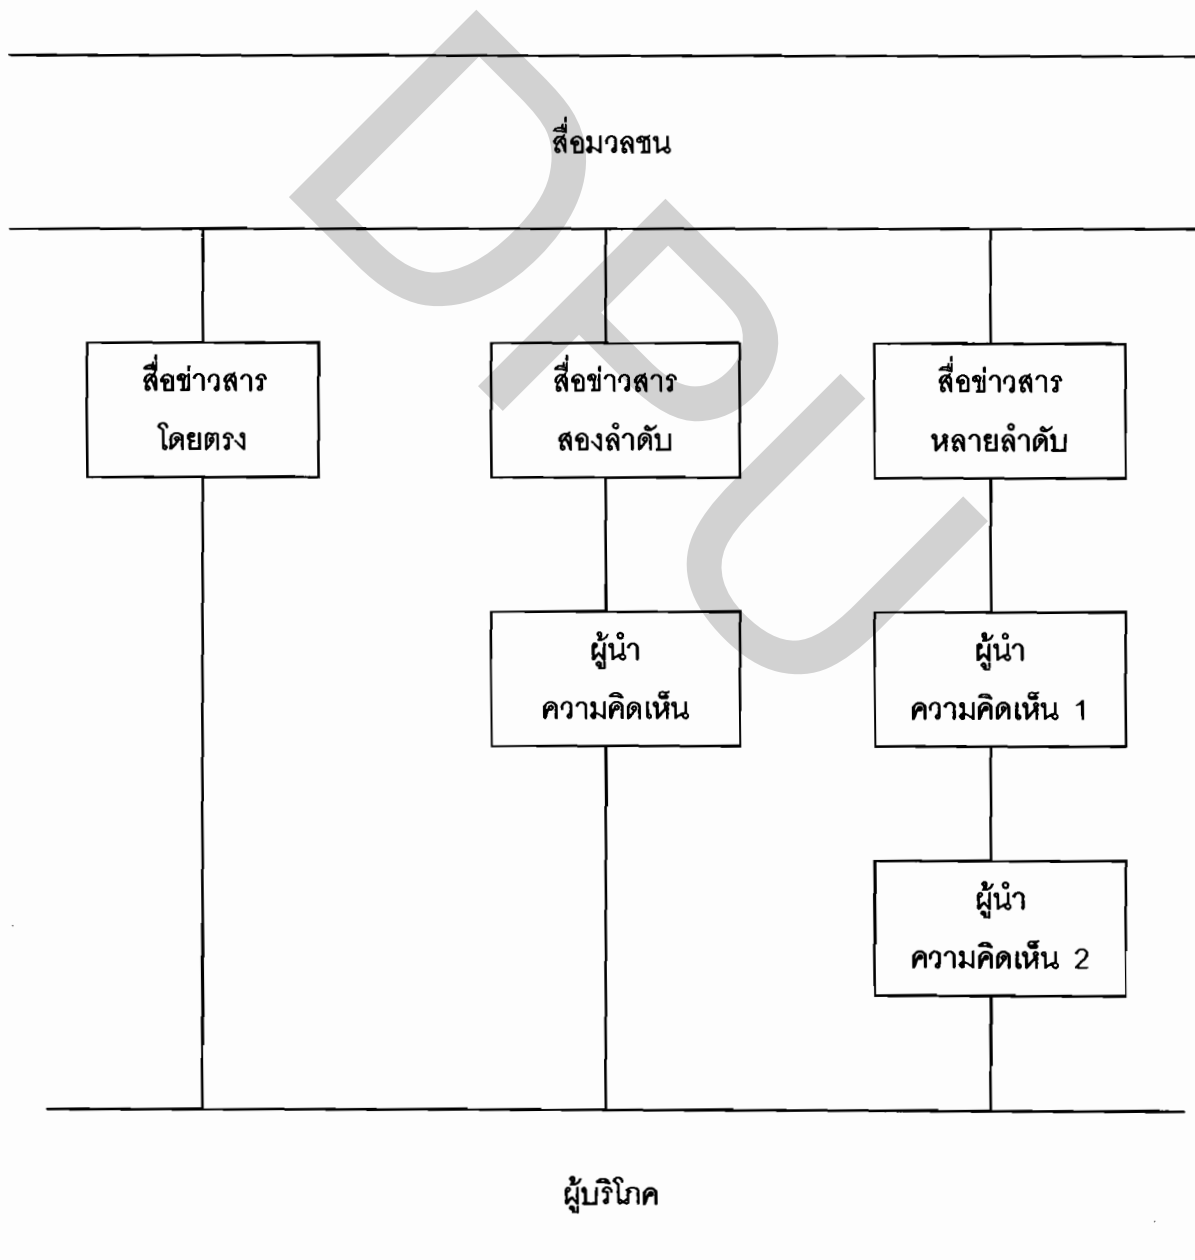 สื่อมวลชน
สื่อข่าวสาร
โดยตรง
สื่อข่าวสาร
สองลำดับ
สื่อข่าวสาร
หลายลำดับ
ผู้นำ
ความคิดเห็น
ผู้นำ
ความคิดเห็น 1
ผู้นำ
ความคิดเห็น 2
ผู้บริโภค
DPU